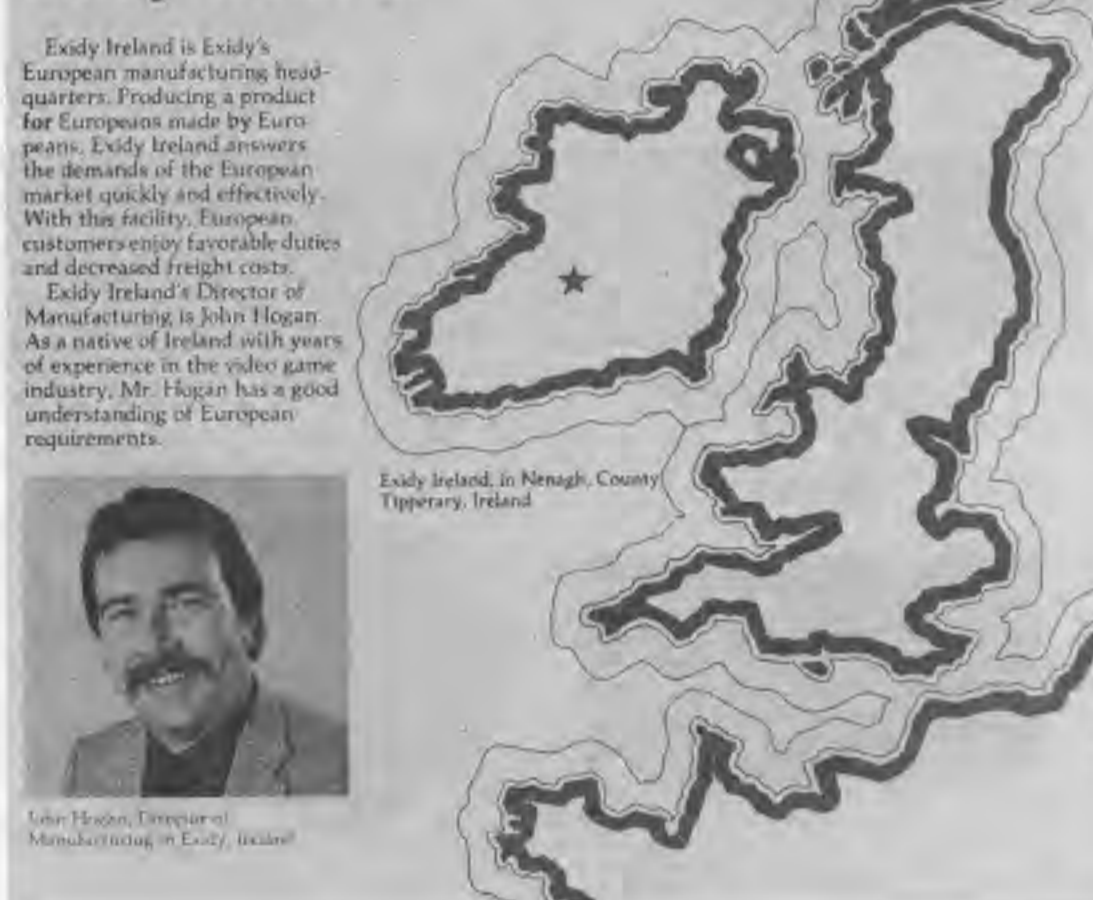 Exidy Ireland is Exidy's
European manufacturing head-
quarters. Producing a product
for Europeans made by Euro-
peans, Exidy Ireland answers
the demands of the European
market quickly and effectively.
With this facility, European
customers enjoy favorable duties
and decreased freight costs.
Exidy Ireland's Director of
Manufacturing is John Hogan.
As a native of Ireland with years
of experience in the video game
industry, Mr. Hogan has a good
understanding of European
requirements.
Exidy Ireland, in Nenagh, County
Tipperary, Ireland
John Hogan, Director of
Manufacturing in Exidy, Ireland